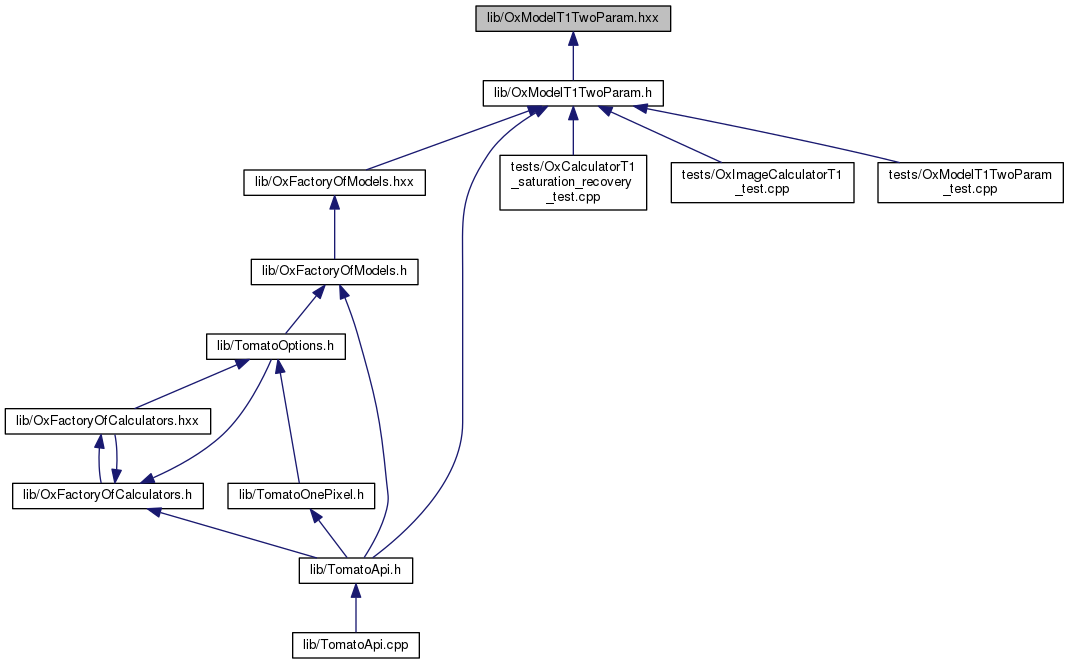 lib/OxModelT1TwoParam.hxx
lib/OxModelT1TwoParam.h
lib/OxFactoryOfModels.hxx
tests/OxCalculatorT1
_saturation_recovery
_test.cpp
tests/OxImageCalculatorT1
_test.cpp
tests/OxModelT1TwoParam
_test.cpp
lib/OxFactoryOfModels.h
lib/TomatoOptions.h
lib/OxFactoryOfCalculators.hxx
lib/OxFactoryOfCalculators.h
lib/TomatoOnePixel.h
lib/TomatoApi.h
lib/TomatoApi.cpp